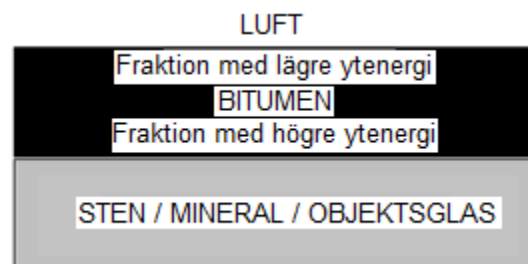 LUFT
Fraktion med lägre ytenergi
BITUMEN
Fraktion med högre ytenergi
STEN / MINERAL / OBJEKTSGLAS